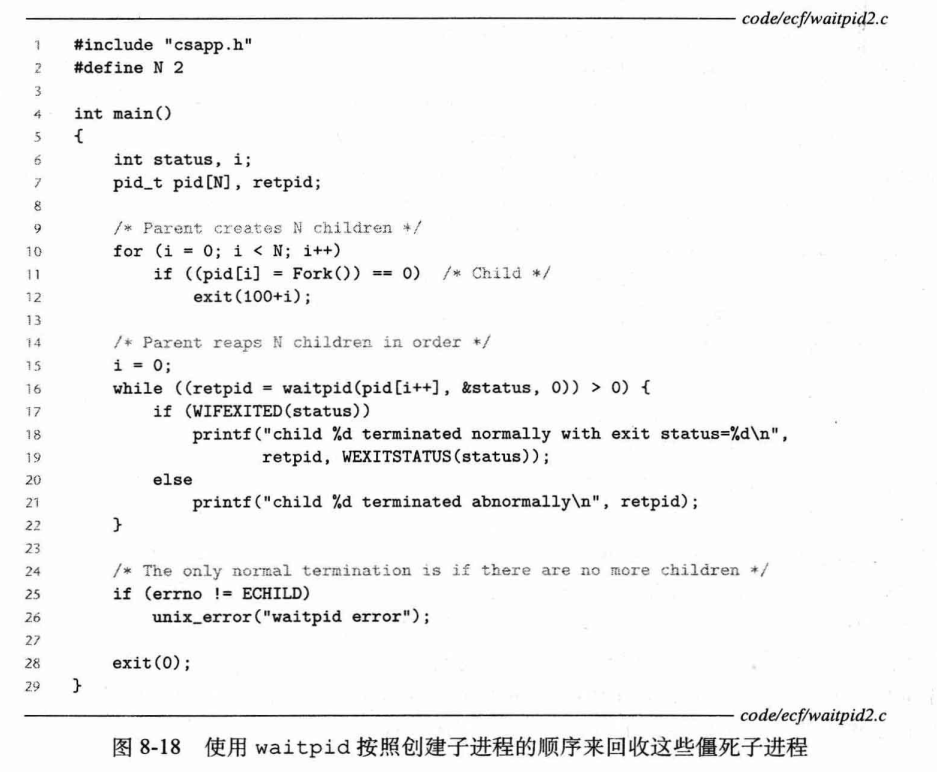 code/ecf/waitpid2.c
1 #include "csapp.h"
2 #define N 2
3
4 int main()
5 {
6     int status, i;
7     pid_t pid[N], retpid;
8
9     /* Parent creates N children */
10     for (i = 0; i < N; i++)
11         if ((pid[i] = Fork()) == 0)  /* Child */
12             exit(100+i);
13
14     /* Parent reaps N children in order */
15     i = 0;
16     while ((retpid = waitpid(pid[i++], &status, 0)) > 0) {
17         if (WIFEXITED(status))
18             printf("child %d terminated normally with exit status=%d\n",
19                    retpid, WEXITSTATUS(status));
20         else
21             printf("child %d terminated abnormally\n", retpid);
22     }
23
24     /* The only normal termination is if there are no more children */
25     if (errno != ECHILD)
26         unix_error("waitpid error");
27
28     exit(0);
29 }
code/ecf/waitpid2.c
图 8-18 使用 waitpid 按照创建子进程的顺序来回收这些僵死子进程